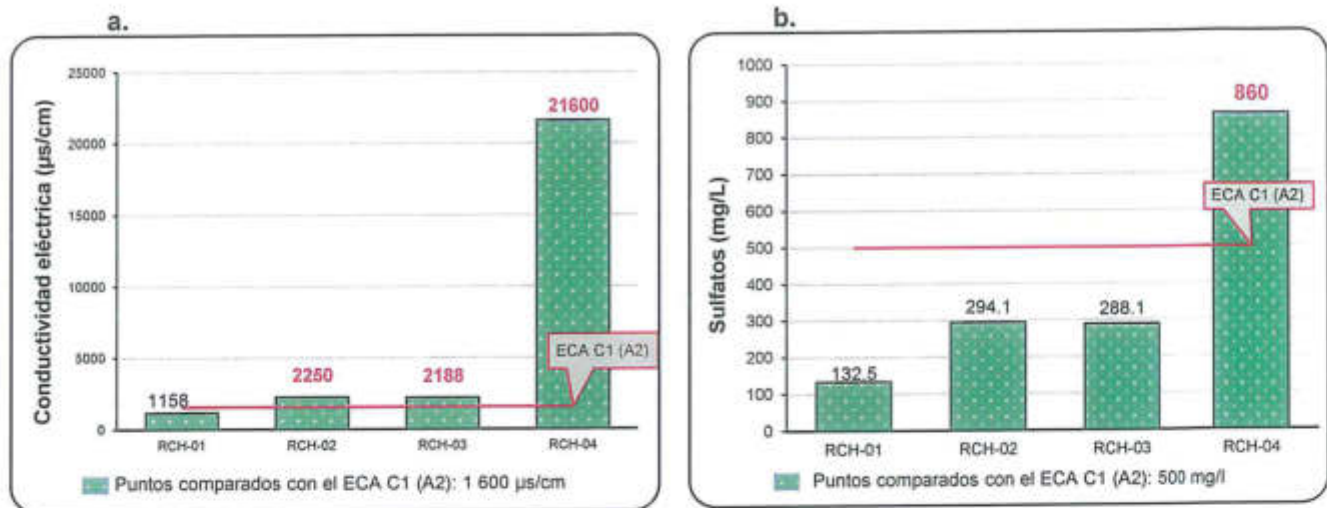 a.
Conductividad eléctrica (µs/cm)
25000
20000
15000
10000
5000
0
1158
2250
2188
21600
ECA C1 (A2)
RCH-01
RCH-02
RCH-03
RCH-04
Puntos comparados con el ECA C1 (A2): 1 600 µs/cm
b.
Sulfatos (mg/L)
1000
900
800
700
600
500
400
300
200
100
0
132.5
294.1
288.1
860
ECA C1 (A2)
RCH-01
RCH-02
RCH-03
RCH-04
Puntos comparados con el ECA C1 (A2): 500 mg/l